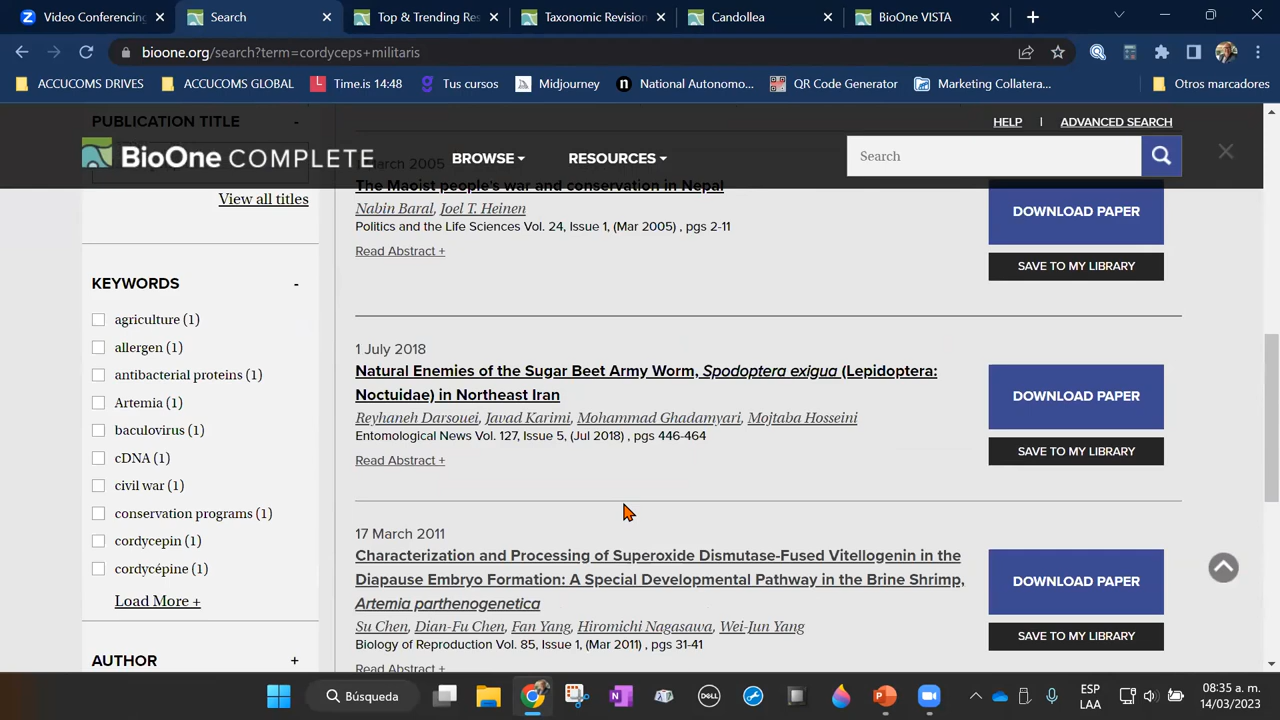 Video Conferencing
Search
Top & Trending Res
Taxonomic Revision
Candollea
BioOne VISTA
bioone.org/search?term=cordyceps+militaris
ACCUCOMS DRIVES
ACCUCOMS GLOBAL
Time.is 14:48
Tus cursos
Midjourney
National Autonomo...
QR Code Generator
Marketing Collatera...
Otros marcadores
PUBLICATION TITLE -
HELP | ADVANCED SEARCH
BioOne COMPLETE
BROWSE
RESOURCES
Search
March 2005
The Maoist people's war and conservation in Nepal
View all titles
Nabin Baral, Joel T. Heinen
Politics and the Life Sciences Vol. 24, Issue 1, (Mar 2005) , pgs 2-11
Read Abstract +
DOWNLOAD PAPER
SAVE TO MY LIBRARY
KEYWORDS -
agriculture (1)
allergen (1)
antibacterial proteins (1)
Artemia (1)
baculovirus (1)
cDNA (1)
civil war (1)
conservation programs (1)
cordycepin (1)
cordycépine (1)
Load More +
AUTHOR +
1 July 2018
Natural Enemies of the Sugar Beet Army Worm, Spodoptera exigua (Lepidoptera:
Noctuidae) in Northeast Iran
Reyhaneh Darsouei, Javad Karimi, Mohammad Ghadamyari, Mojtaba Hosseini
Entomological News Vol. 127, Issue 5, (Jul 2018) , pgs 446-464
Read Abstract +
DOWNLOAD PAPER
SAVE TO MY LIBRARY
17 March 2011
Characterization and Processing of Superoxide Dismutase-Fused Vitellogenin in the
Diapause Embryo Formation: A Special Developmental Pathway in the Brine Shrimp,
Artemia parthenogenetica
Su Chen, Dian-Fu Chen, Fan Yang, Hiromichi Nagasawa, Wei-Jun Yang
Biology of Reproduction Vol. 85, Issue 1, (Mar 2011) , pgs 31-41
Read Abstract +
DOWNLOAD PAPER
SAVE TO MY LIBRARY
Búsqueda
DELL
ESP
LAA
08:35 a. m.
14/03/2023